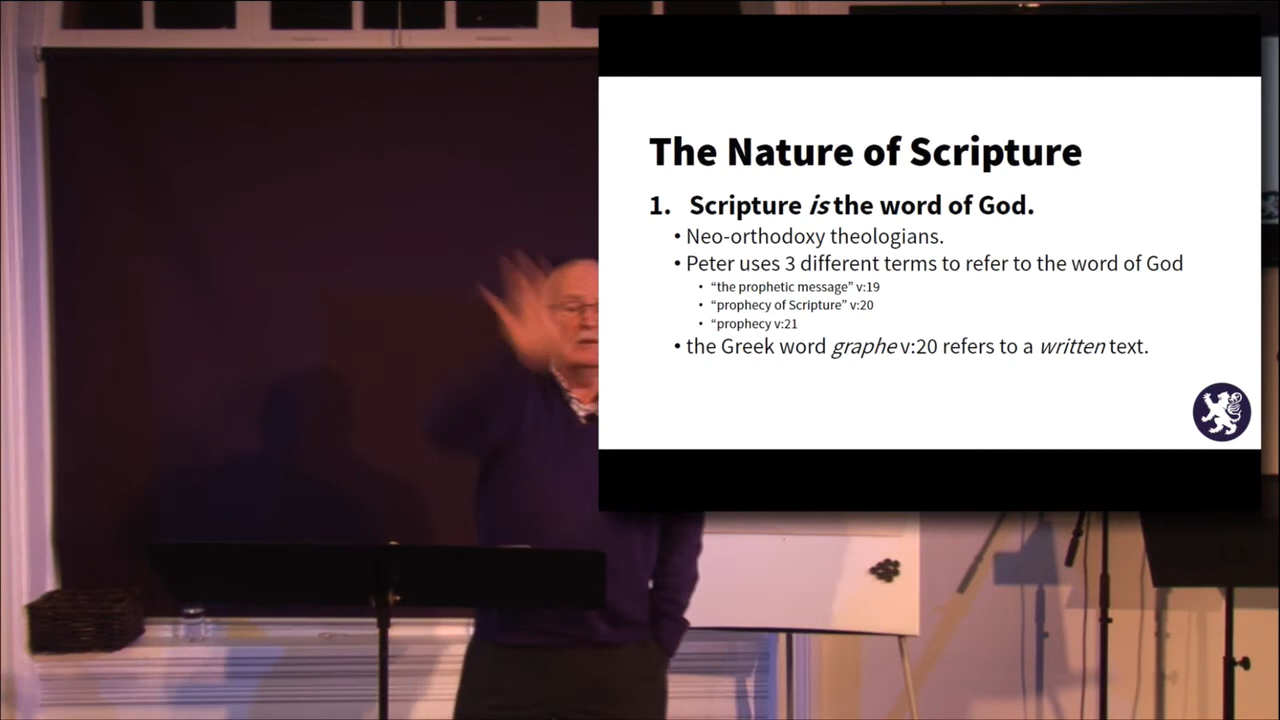 The Nature of Scripture
1. Scripture is the word of God.
• Neo-orthodoxy theologians.
• Peter uses 3 different terms to refer to the word of God
• “the prophetic message” v:19
• “prophecy of Scripture” v:20
• “prophecy v:21
• the Greek word graphe v:20 refers to a written text.